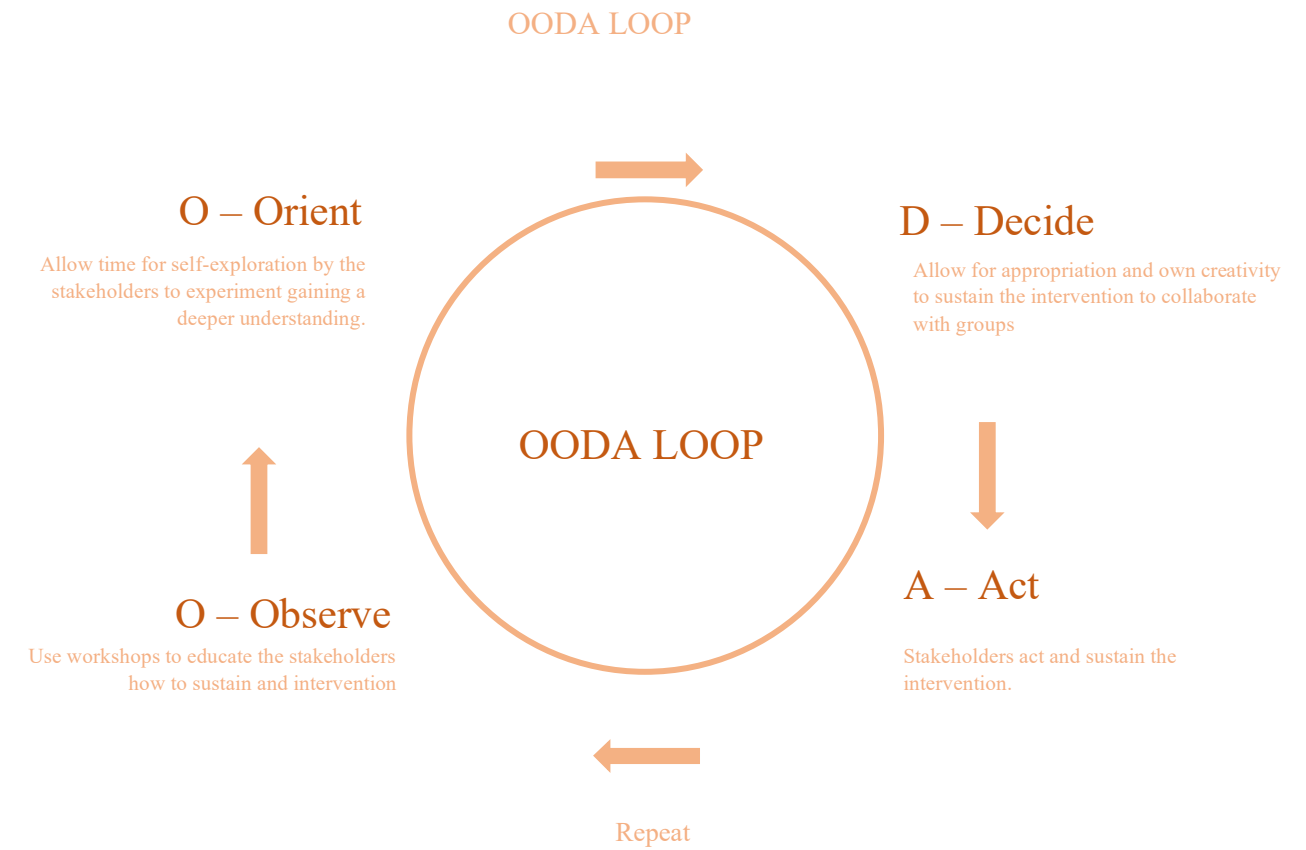 OODA LOOP
O – Orient
Allow time for self-exploration by the
stakeholders to experiment gaining a
deeper understanding.
D – Decide
Allow for appropriation and own creativity
to sustain the intervention to collaborate
with groups
OODA LOOP
O – Observe
Use workshops to educate the stakeholders
how to sustain and intervention
A – Act
Stakeholders act and sustain the
intervention.
Repeat